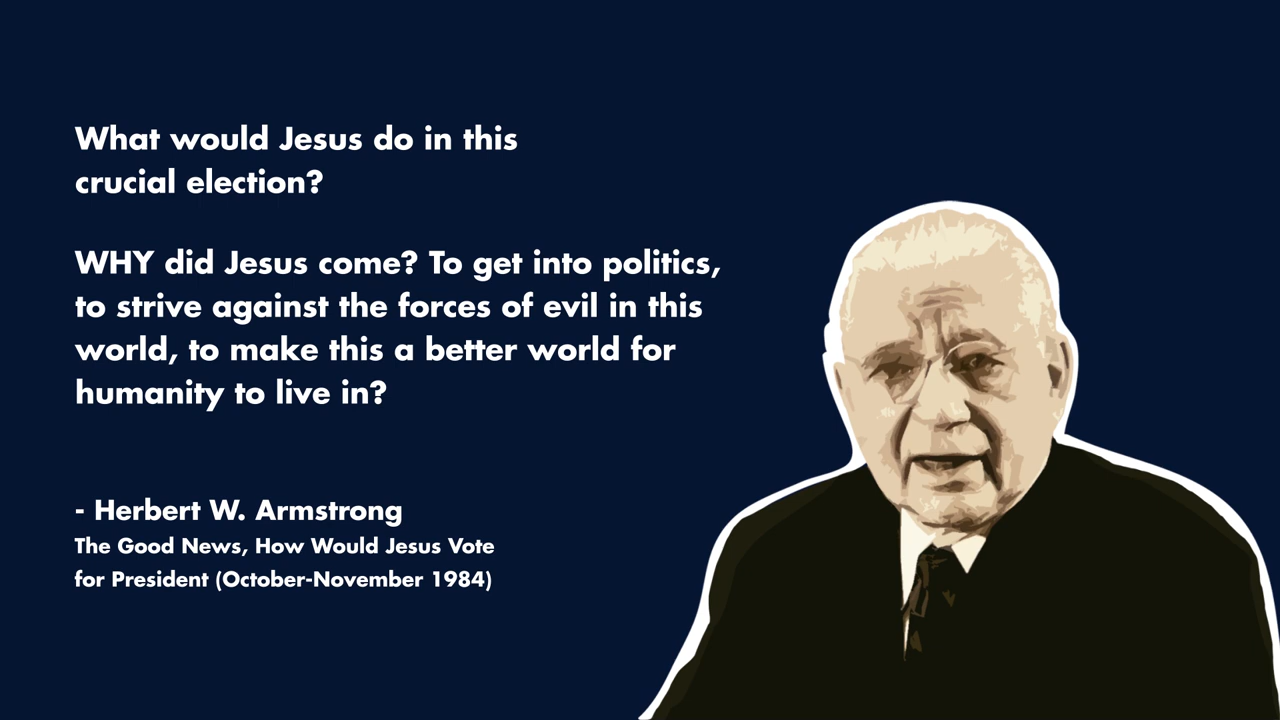 What would Jesus do in this
crucial election?
WHY did Jesus come? To get into politics,
to strive against the forces of evil in this
world, to make this a better world for
humanity to live in?
- Herbert W. Armstrong
The Good News, How Would Jesus Vote
for President (October-November 1984)